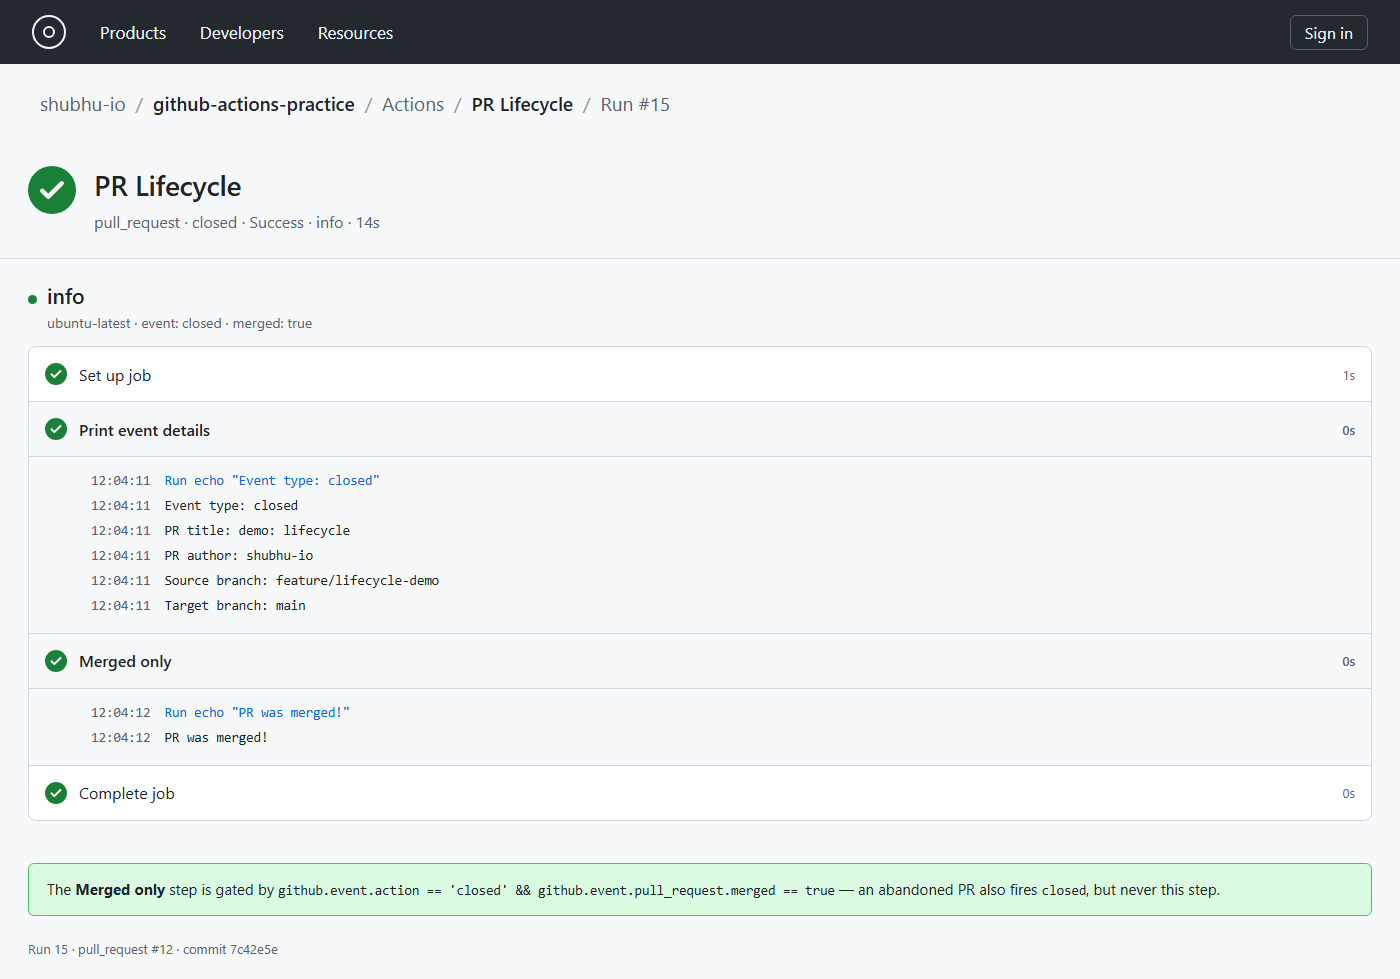 Products Developers Resources Sign in
shubhu-io / github-actions-practice / Actions / PR Lifecycle / Run #15
PR Lifecycle
pull_request · closed · Success · info · 14s
info
ubuntu-latest · event: closed · merged: true
Set up job 1s
Print event details 0s
12:04:11 Run echo "Event type: closed"
12:04:11 Event type: closed
12:04:11 PR title: demo: lifecycle
12:04:11 PR author: shubhu-io
12:04:11 Source branch: feature/lifecycle-demo
12:04:11 Target branch: main
Merged only 0s
12:04:12 Run echo "PR was merged!"
12:04:12 PR was merged!
Complete job 0s
The Merged only step is gated by github.event.action == 'closed' && github.event.pull_request.merged == true — an abandoned PR also fires closed, but never this step.
Run 15 · pull_request #12 · commit 7c42e5e